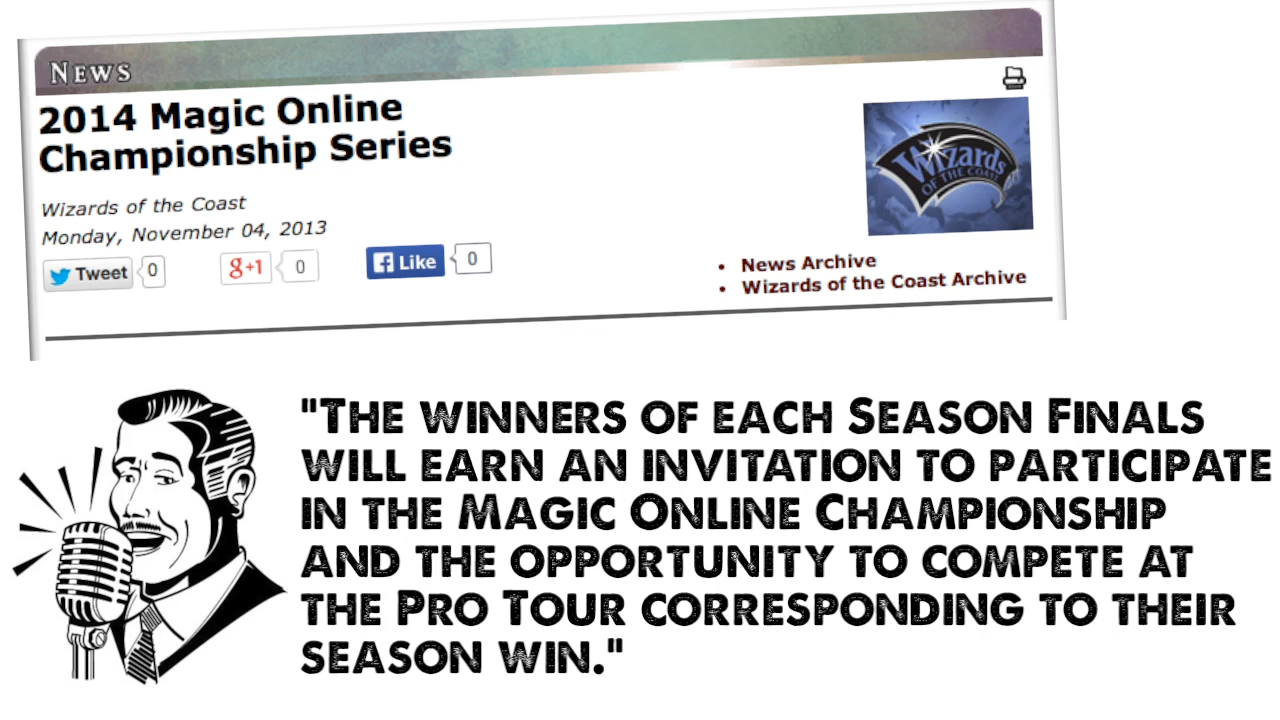 News
2014 Magic Online
Championship Series
Wizards
OF THE COAST
Wizards of the Coast
Monday, November 04, 2013
Tweet 0
g+1 0
Like 0
• News Archive
• Wizards of the Coast Archive
"The winners of each Season Finals
will earn an invitation to participate
in the Magic Online Championship
and the opportunity to compete at
the Pro Tour corresponding to their
season win."